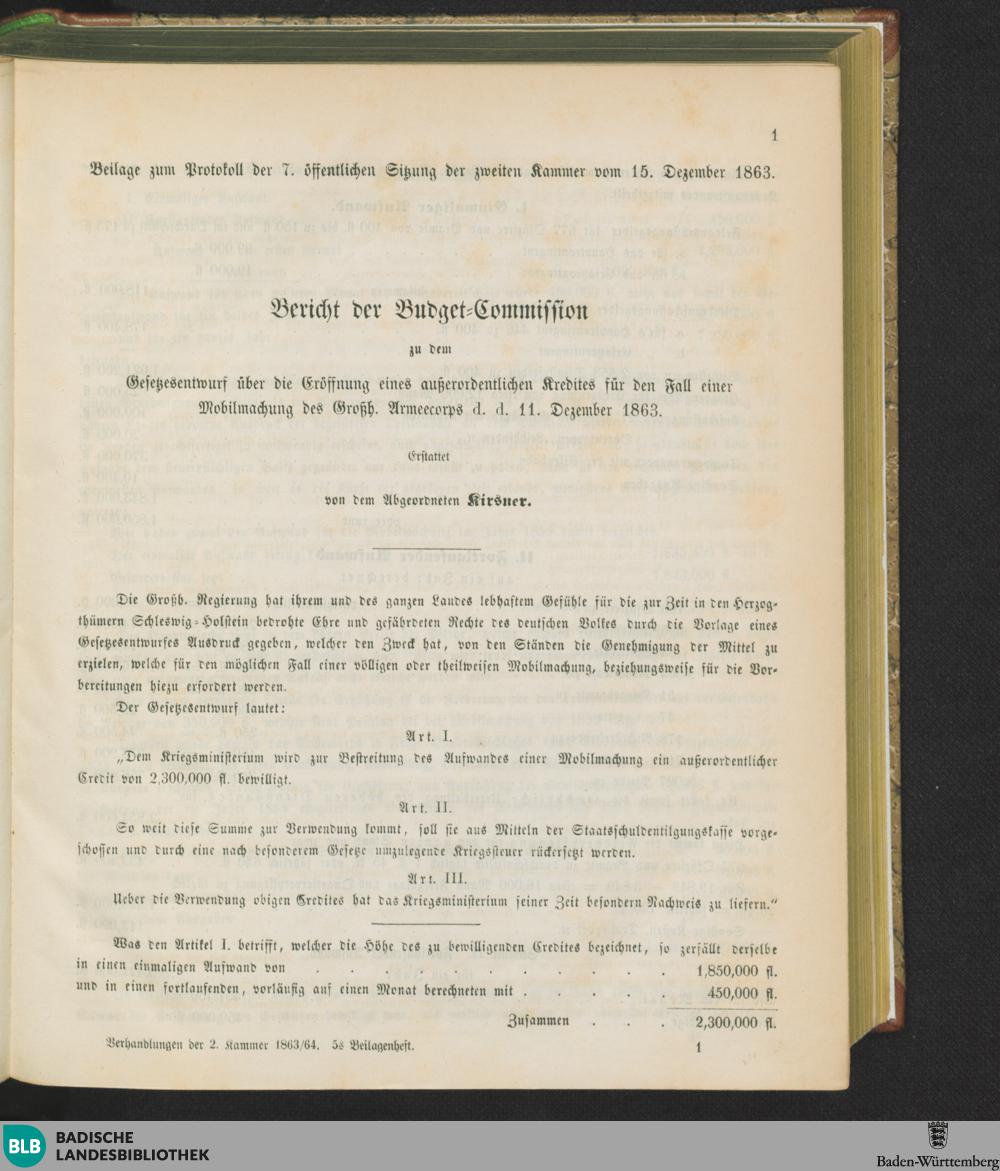 1
Beilage zum Protokoll der 7. öffentlichen Sitzung der zweiten Kammer vom 15. Dezember 1863.
Bericht der Budget-Commission
zu dem
Gesetzesentwurf über die Eröffnung eines außerordentlichen Kredites für den Fall einer
Mobilmachung des Großh. Armeecorps d. d. 11. Dezember 1863.
Erstattet
von dem Abgeordneten Kirsner.
Die Großh. Regierung hat ihrem und des ganzen Landes lebhaftem Gefühle für die zur Zeit in den Herzog-
thümern Schleswig-Holstein bedrohte Ehre und gefährdeten Rechte des deutschen Volkes durch die Vorlage eines
Gesetzesentwurfes Ausdruck gegeben, welcher den Zweck hat, von den Ständen die Genehmigung der Mittel zu
erzielen, welche für den möglichen Fall einer völligen oder theilweisen Mobilmachung, beziehungsweise für die Vor-
bereitungen hiezu erfordert werden.
Der Gesetzesentwurf lautet:
Art. I.
„Dem Kriegsministerium wird zur Bestreitung des Aufwandes einer Mobilmachung ein außerordentlicher
Credit von 2,300,000 fl. bewilligt.
Art. II.
So weit diese Summe zur Verwendung kommt, soll sie aus Mitteln der Staatsschuldentilgungskasse vorge-
schossen und durch eine nach besonderem Gesetze umzulegende Kriegssteuer rückersetzt werden.
Art. III.
Ueber die Verwendung obigen Credites hat das Kriegsministerium seiner Zeit besondern Nachweis zu liefern."
Was den Artikel I. betrifft, welcher die Höhe des zu bewilligenden Credites bezeichnet, so zerfällt derselbe
in einen einmaligen Aufwand von . . . . . . . . . . . 1,850,000 fl.
und in einen fortlaufenden, vorläufig auf einen Monat berechneten mit . . . . . 450,000 fl.
Zusammen . . . 2,300,000 fl.
Verhandlungen der 2. Kammer 1863/64. 5s Beilagenheft. 1
BLB BADISCHE
LANDESBIBLIOTHEK
Baden-Württemberg